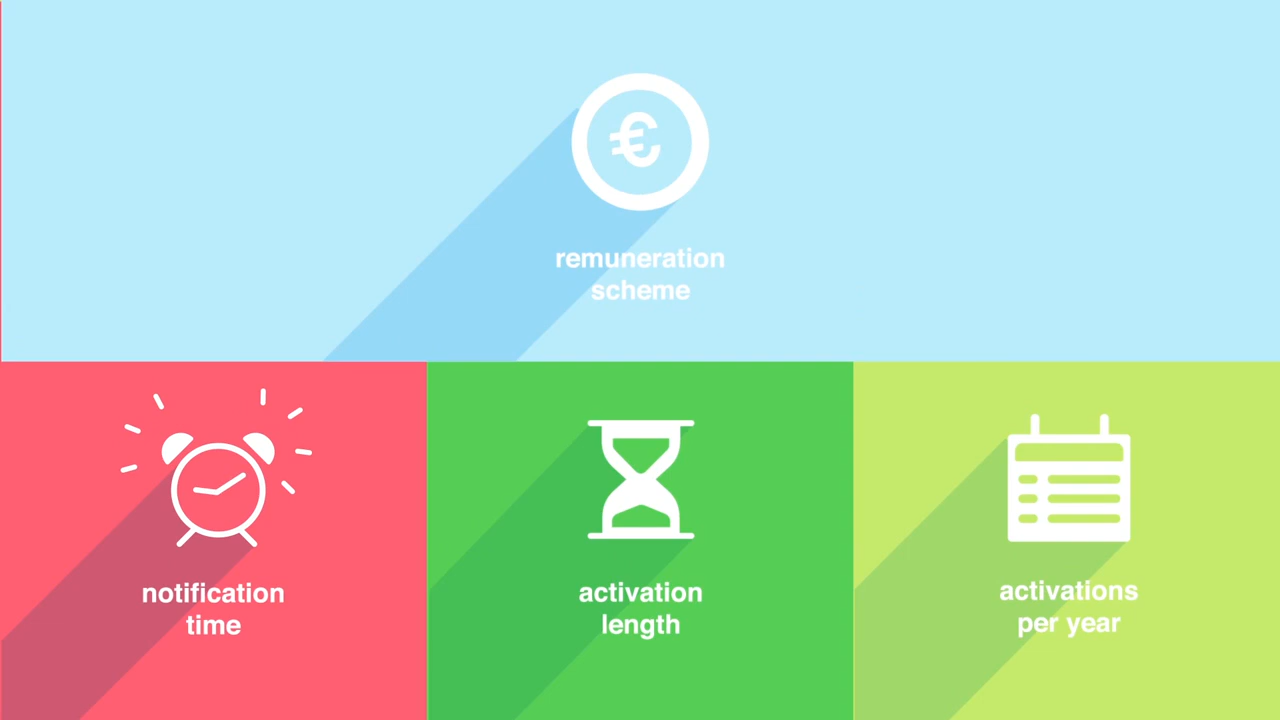 €
remuneration
scheme
notification
time
activation
length
activations
per year